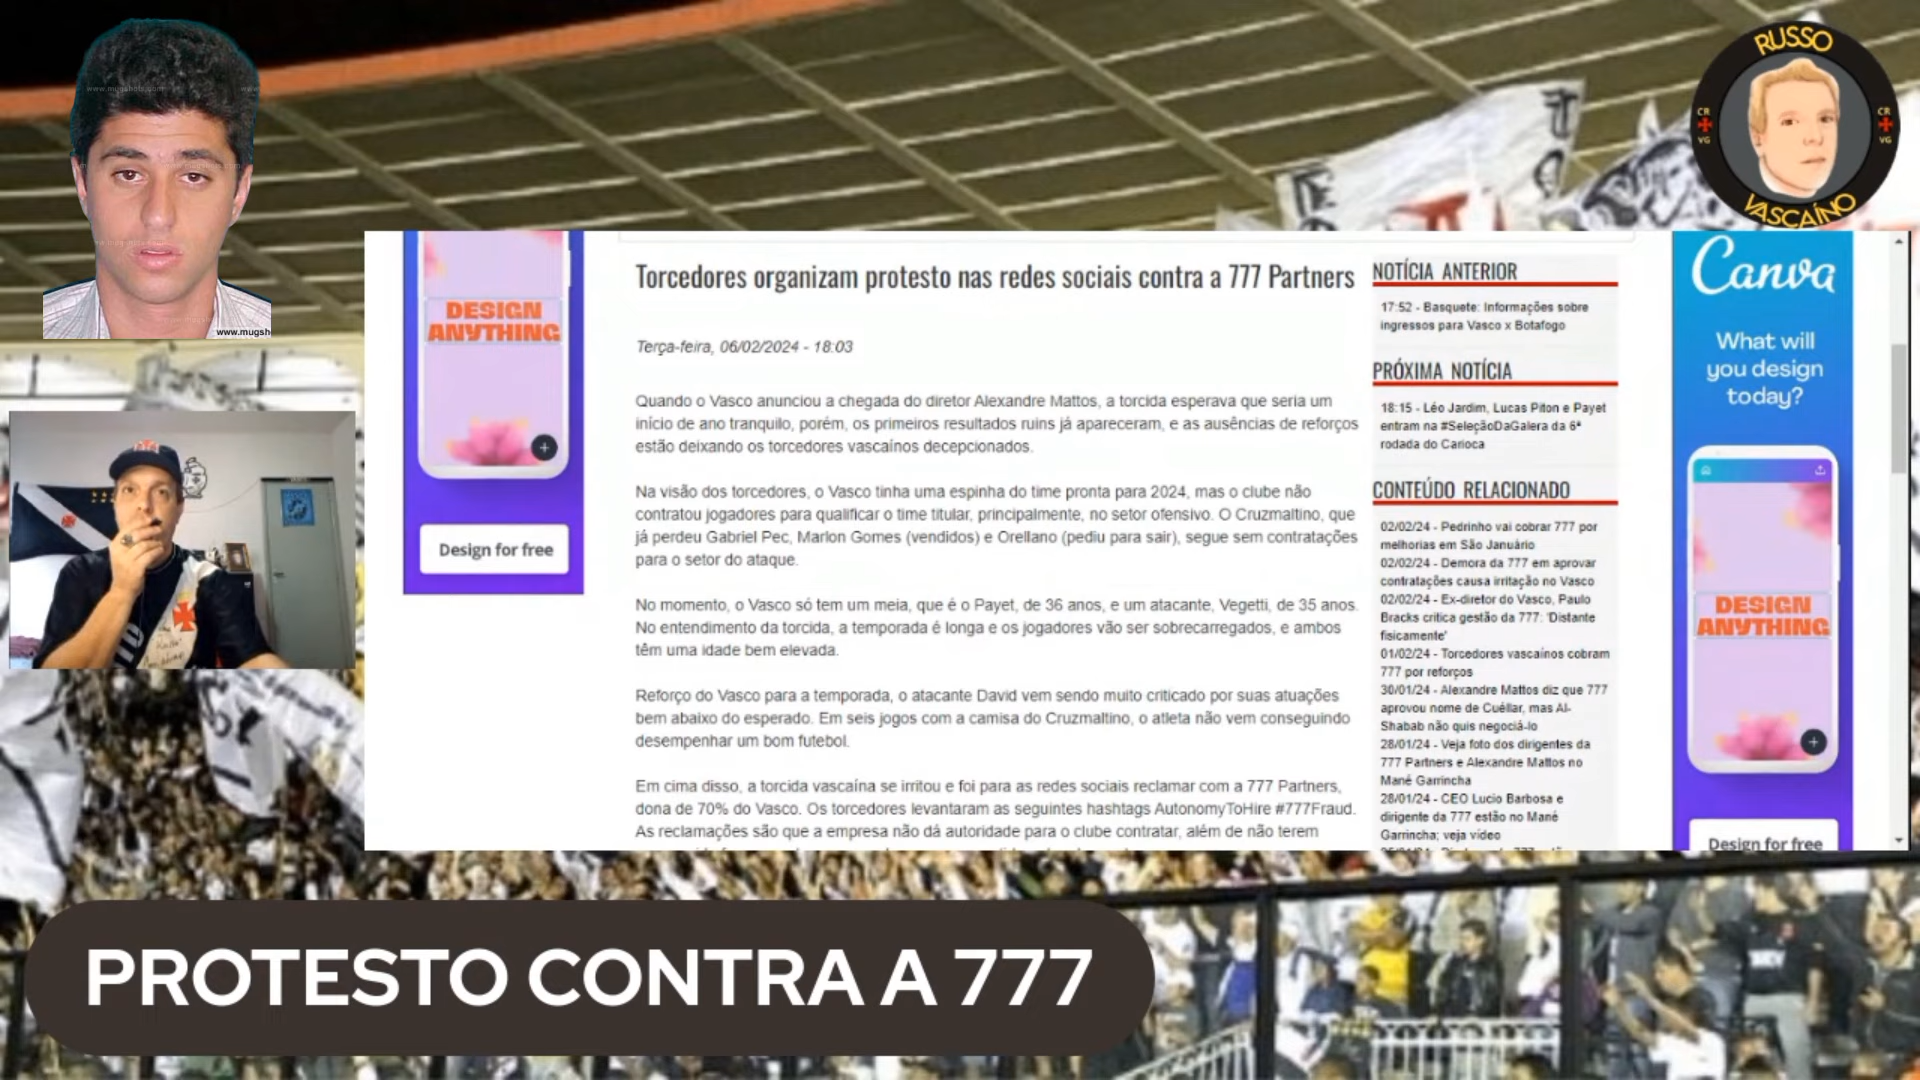 www.mugshots.com
www.mugsh
RUSSO
CR
VG
CR
VG
VASCAÍNO
DESIGN
ANYTHING
Design for free
Torcedores organizam protesto nas redes sociais contra a 777 Partners
Terça-feira, 06/02/2024 - 18:03
Quando o Vasco anunciou a chegada do diretor Alexandre Mattos, a torcida esperava que seria um
início de ano tranquilo, porém, os primeiros resultados ruins já apareceram, e as ausências de reforços
estão deixando os torcedores vascaínos decepcionados.
Na visão dos torcedores, o Vasco tinha uma espinha do time pronta para 2024, mas o clube não
contratou jogadores para qualificar o time titular, principalmente, no setor ofensivo. O Cruzmaltino, que
já perdeu Gabriel Pec, Marlon Gomes (vendidos) e Orellano (pediu para sair), segue sem contratações
para o setor do ataque.
No momento, o Vasco só tem um meia, que é o Payet, de 36 anos, e um atacante, Vegetti, de 35 anos.
No entendimento da torcida, a temporada é longa e os jogadores vão ser sobrecarregados, e ambos
têm uma idade bem elevada.
Reforço do Vasco para a temporada, o atacante David vem sendo muito criticado por suas atuações
bem abaixo do esperado. Em seis jogos com a camisa do Cruzmaltino, o atleta não vem conseguindo
desempenhar um bom futebol.
Em cima disso, a torcida vascaína se irritou e foi para as redes sociais reclamar com a 777 Partners,
dona de 70% do Vasco. Os torcedores levantaram as seguintes hashtags AutonomyToHire #777Fraud.
As reclamações são que a empresa não dá autoridade para o clube contratar, além de não terem
NOTÍCIA ANTERIOR
17:52 - Basquete: Informações sobre
ingressos para Vasco x Botafogo
PRÓXIMA NOTÍCIA
18:15 - Léo Jardim, Lucas Piton e Payet
entram na #SeleçãoDaGalera da 6ª
rodada do Carioca
CONTEÚDO RELACIONADO
02/02/24 - Pedrinho vai cobrar 777 por
melhorias em São Januário
02/02/24 - Demora da 777 em aprovar
contratações causa irritação no Vasco
02/02/24 - Ex-diretor do Vasco, Paulo
Bracks critica gestão da 777: 'Distante
fisicamente'
01/02/24 - Torcedores vascaínos cobram
777 por reforços
30/01/24 - Alexandre Mattos diz que 777
aprovou nome de Cuéllar, mas Al-
Shabab não quis negociá-lo
28/01/24 - Veja foto dos dirigentes da
777 Partners e Alexandre Mattos no
Mané Garrincha
28/01/24 - CEO Lucio Barbosa e
dirigente da 777 estão no Mané
Garrincha; veja vídeo
Canva
What will
you design
today?
DESIGN
ANYTHING
Design for free
PROTESTO CONTRA A 777